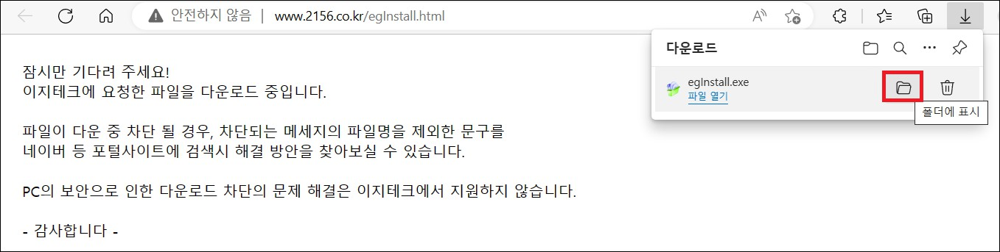 안전하지 않음 | www.2156.co.kr/egInstall.html
다운로드
egInstall.exe
파일 열기
폴더에 표시
잠시만 기다려 주세요!
이지테크에 요청한 파일을 다운로드 중입니다.
파일이 다운 중 차단 될 경우, 차단되는 메세지의 파일명을 제외한 문구를
네이버 등 포털사이트에 검색시 해결 방안을 찾아보실 수 있습니다.
PC의 보안으로 인한 다운로드 차단의 문제 해결은 이지테크에서 지원하지 않습니다.
- 감사합니다 -